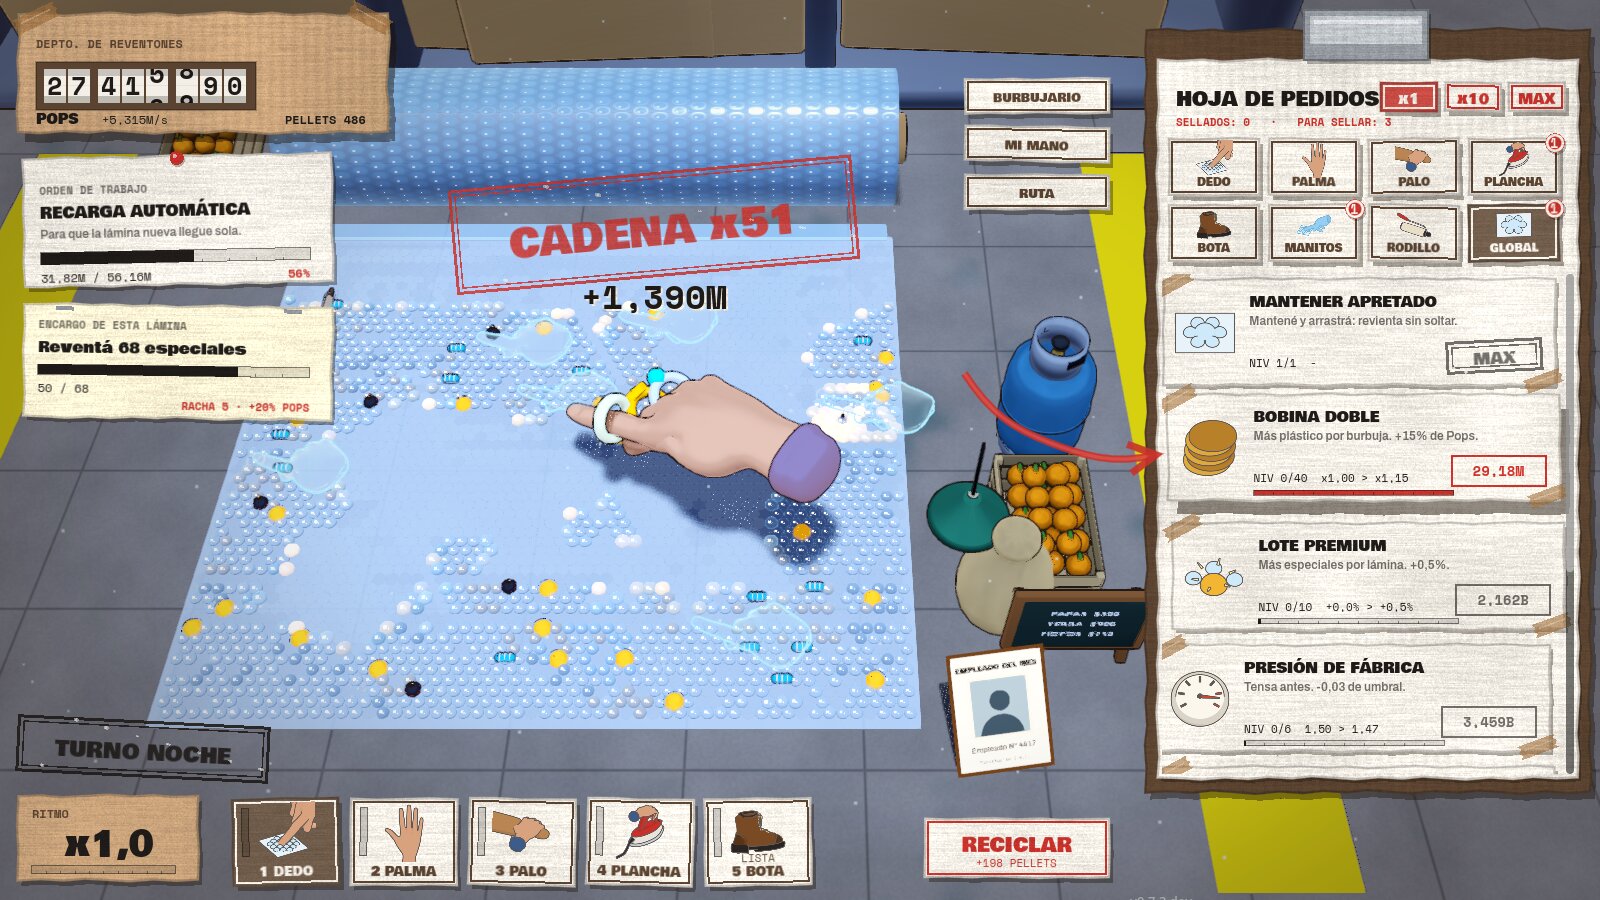 DEPTO. DE REVENTONES
POPS +5,315M/s PELLETS 486
ORDEN DE TRABAJO
RECARGA AUTOMÁTICA
Para que la lámina nueva llegue sola.
31,82M / 56,16M 56%
ENCARGO DE ESTA LÁMINA
Reventá 68 especiales
50 / 68
RACHA 5 · +20% POPS
CADENA x51
+1,390M
BURBUJARIO
MI MANO
RUTA
HOJA DE PEDIDOS x1 x10 MAX
SELLADOS: 0 · PARA SELLAR: 3
DEDO
PALMA
PALO
PLANCHA
1
BOTA
MANITOS
1
RODILLO
GLOBAL
1
MANTENER APRETADO
Mantené y arrastrá: revienta sin soltar.
NIV 1/1 -
MAX
BOBINA DOBLE
Más plástico por burbuja. +15% de Pops.
NIV 0/40 x1,00 > x1,15
29,18M
LOTE PREMIUM
Más especiales por lámina. +0,5%.
NIV 0/10 +0,0% > +0,5%
2,162B
PRESIÓN DE FÁBRICA
Tensa antes. -0,03 de umbral.
NIV 0/6 1,50 > 1,47
3,459B
EMPLEADO DEL MES
TURNO NOCHE
RITMO
x1,0
1 DEDO
2 PALMA
3 PALO
4 PLANCHA
LISTA
5 BOTA
RECICLAR
+198 PELLETS